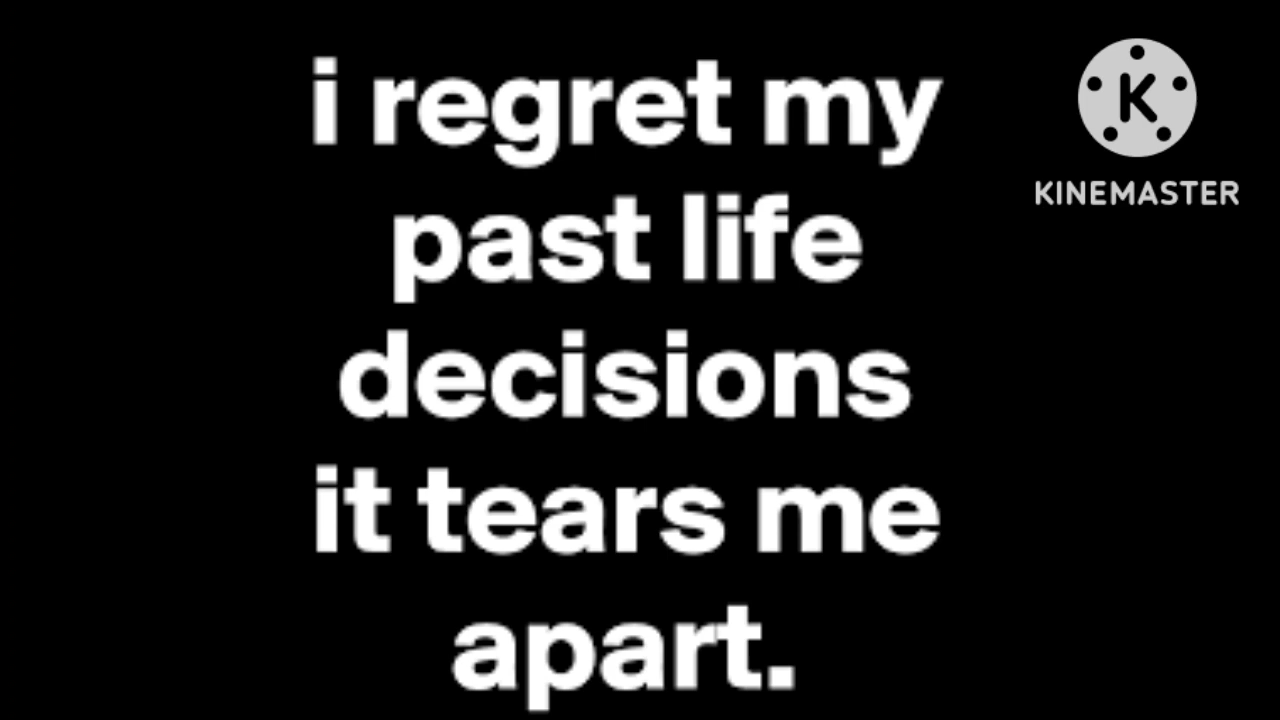 i regret my
past life
decisions
it tears me
apart.
K
KINEMASTER